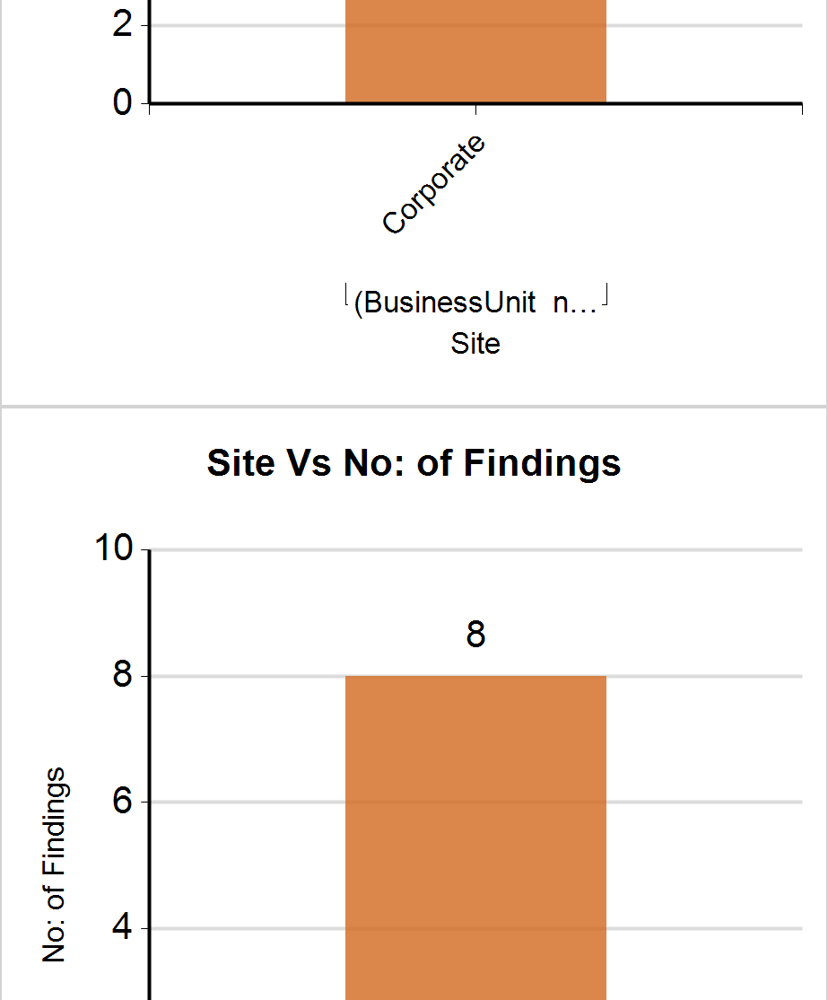 2
0
Corporate
(BusinessUnit n...
Site
Site Vs No: of Findings
10
8
8
6
No: of Findings
4